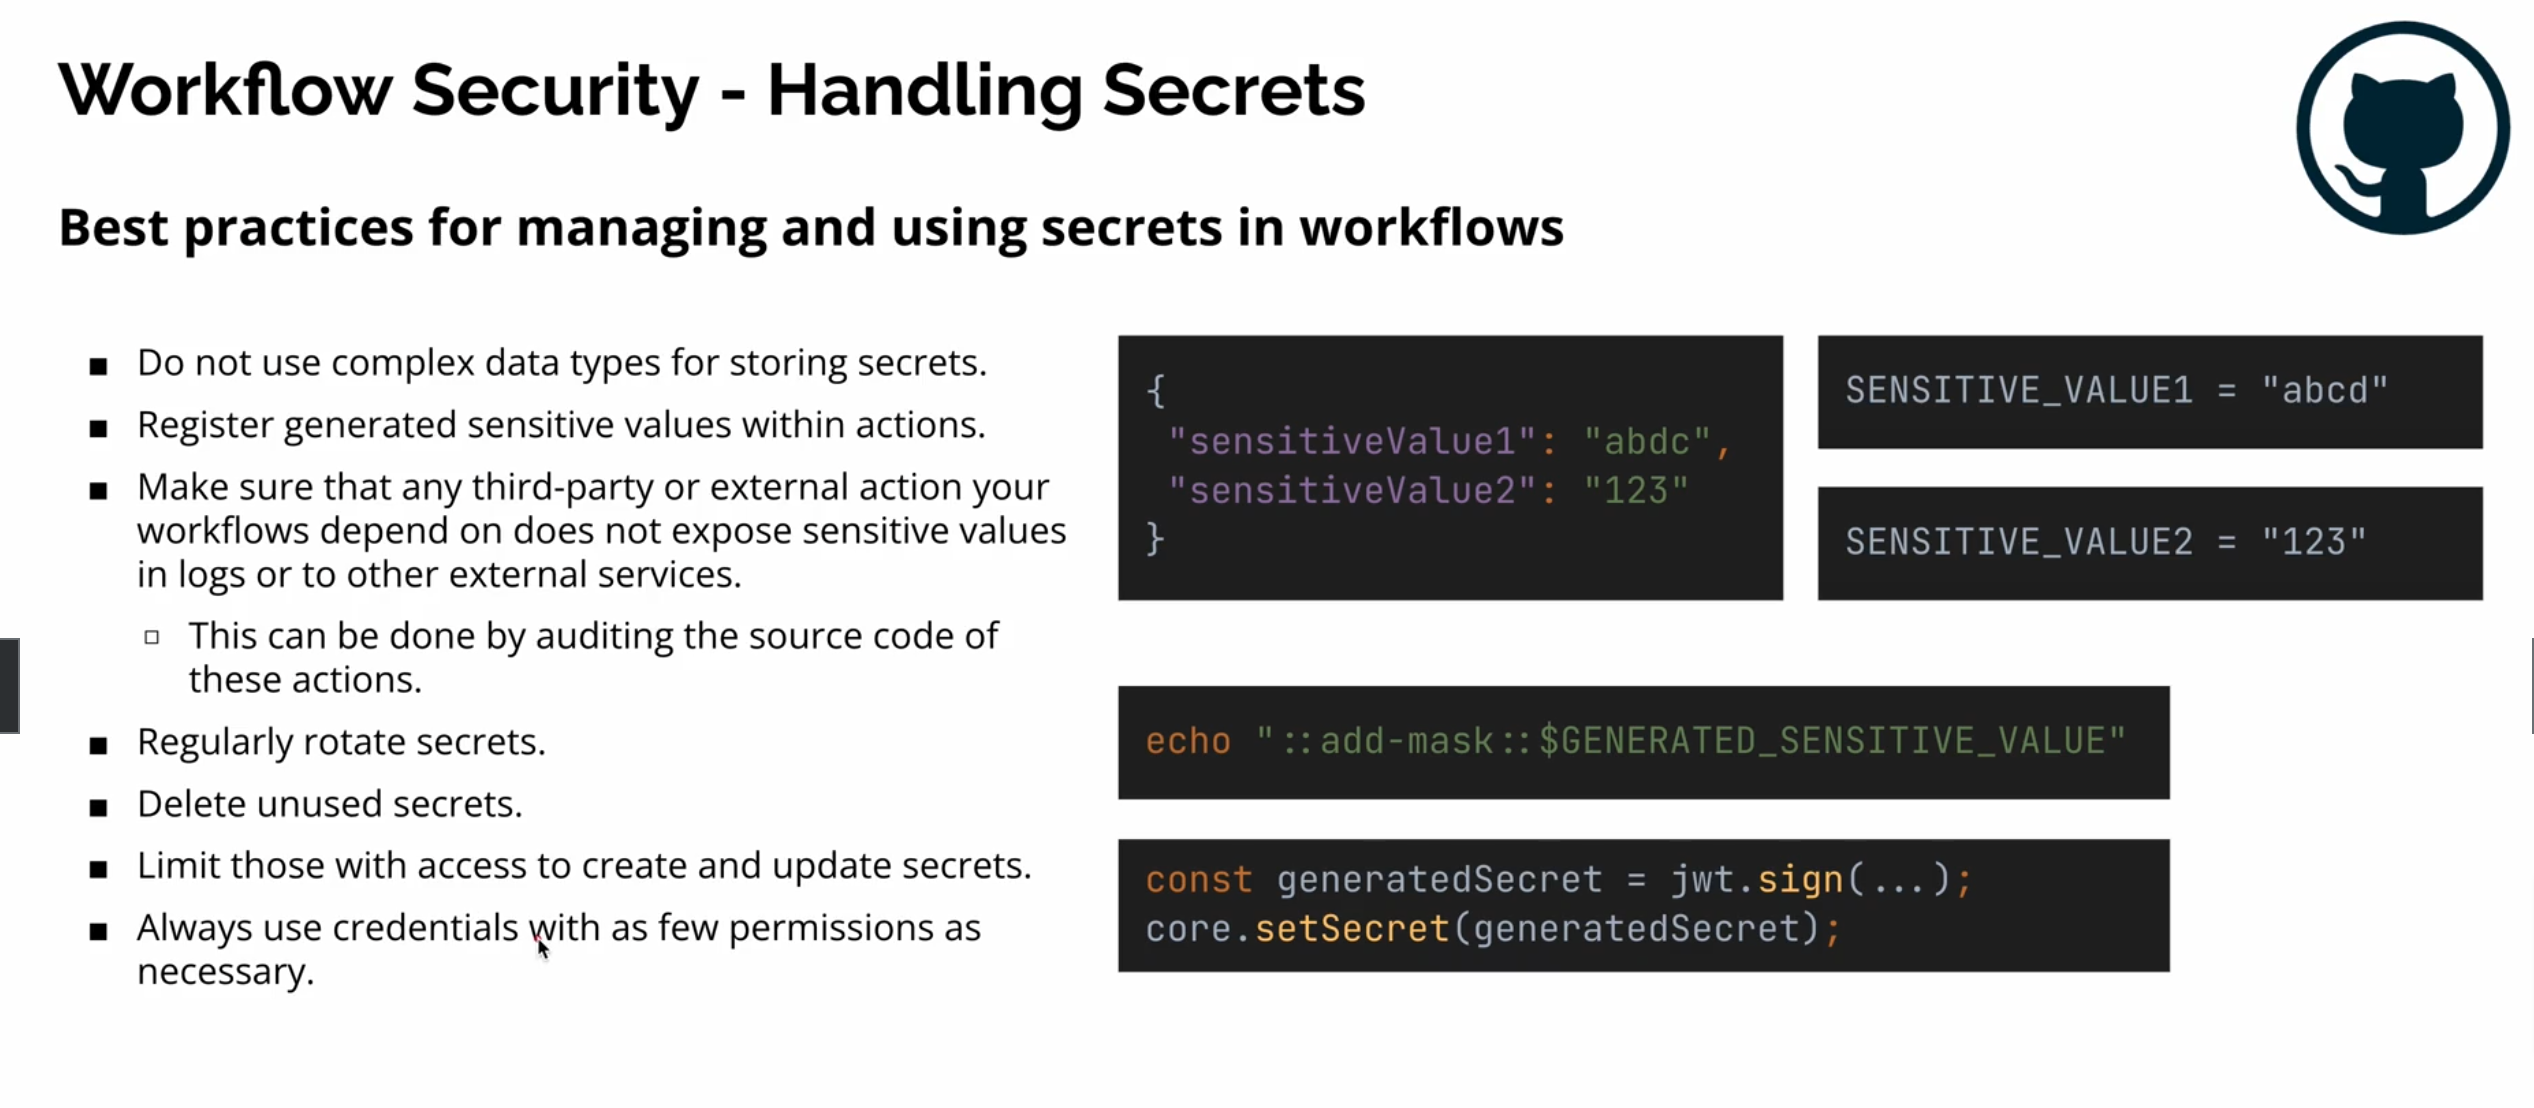 Workflow Security - Handling Secrets
Best practices for managing and using secrets in workflows
■ Do not use complex data types for storing secrets.
■ Register generated sensitive values within actions.
■ Make sure that any third-party or external action your
workflows depend on does not expose sensitive values
in logs or to other external services.
▫ This can be done by auditing the source code of
these actions.
■ Regularly rotate secrets.
■ Delete unused secrets.
■ Limit those with access to create and update secrets.
■ Always use credentials with as few permissions as
necessary.
{
"sensitiveValue1": "abdc",
"sensitiveValue2": "123"
}
SENSITIVE_VALUE1 = "abcd"
SENSITIVE_VALUE2 = "123"
echo "::add-mask::$GENERATED_SENSITIVE_VALUE"
const generatedSecret = jwt.sign(...);
core.setSecret(generatedSecret);